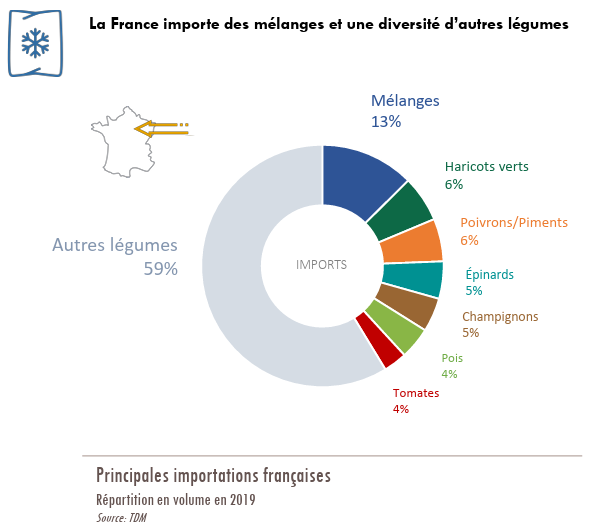 La France importe des mélanges et une diversité d'autres légumes
Mélanges
13%
Haricots verts
6%
Poivrons/Piments
6%
Autres légumes
59%
IMPORTS
Épinards
5%
Champignons
5%
Pois
4%
Tomates
4%
Principales importations françaises
Répartition en volume en 2019
Source: TDM